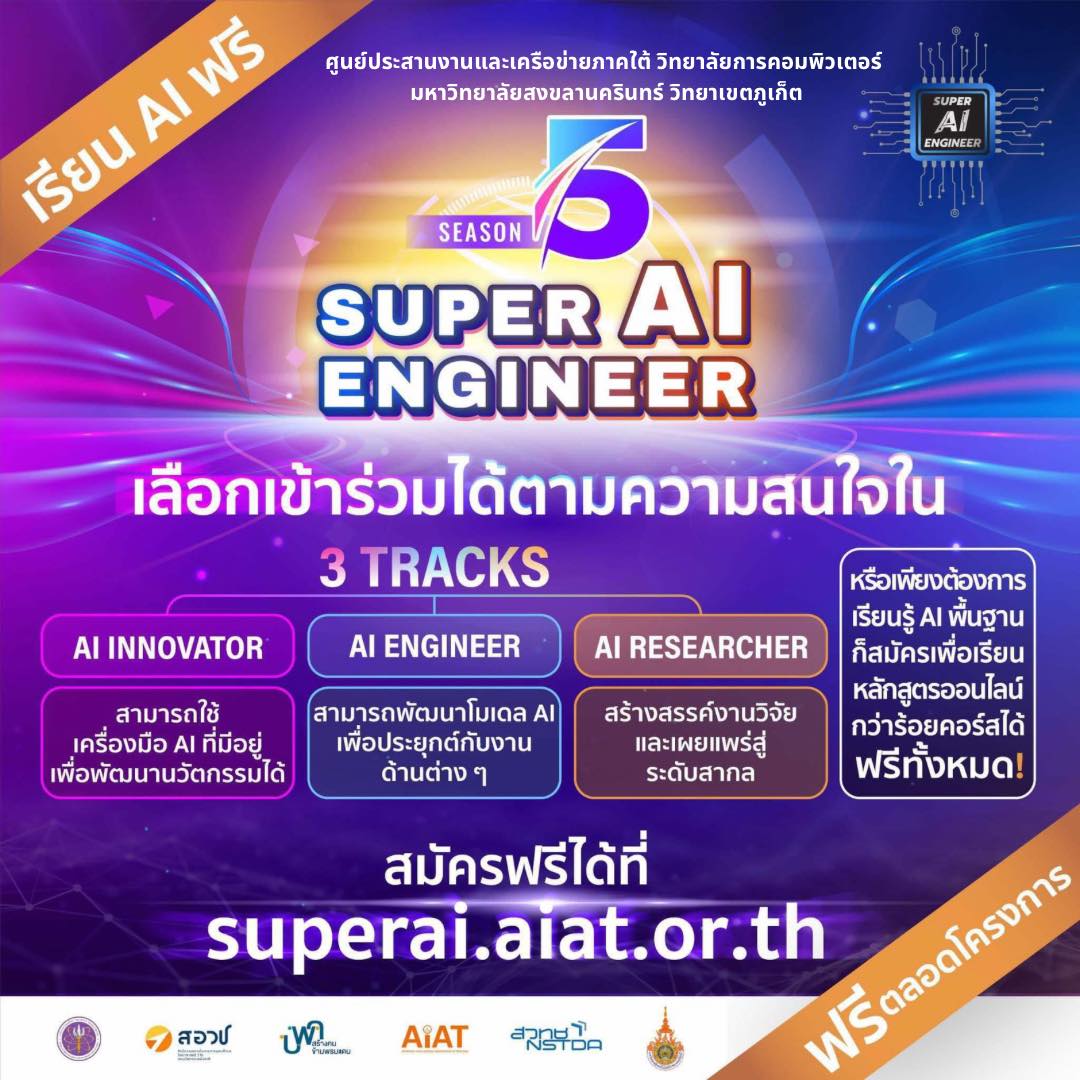 เรียน AI ฟรี
ศูนย์ประสานงานและเครือข่ายภาคใต้ วิทยาลัยการคอมพิวเตอร์
มหาวิทยาลัยสงขลานครินทร์ วิทยาเขตภูเก็ต
SUPER
AI
ENGINEER
SEASON 5
SUPER AI
ENGINEER
เลือกเข้าร่วมได้ตามความสนใจใน
3 TRACKS
AI INNOVATOR
สามารถใช้
เครื่องมือ AI ที่มีอยู่
เพื่อพัฒนานวัตกรรมได้
AI ENGINEER
สามารถพัฒนาโมเดล AI
เพื่อประยุกต์กับงาน
ด้านต่าง ๆ
AI RESEARCHER
สร้างสรรค์งานวิจัย
และเผยแพร่สู่
ระดับสากล
หรือเพียงต้องการ
เรียนรู้ AI พื้นฐาน
ก็สมัครเพื่อเรียน
หลักสูตรออนไลน์
กว่าร้อยคอร์สได้
ฟรีทั้งหมด!
สมัครฟรีได้ที่
superai.aiat.or.th
ฟรีตลอดโครงการ
สอวช
สร้างคน
ข้ามพรมแดน
AiAT
สวทช
NSTDA